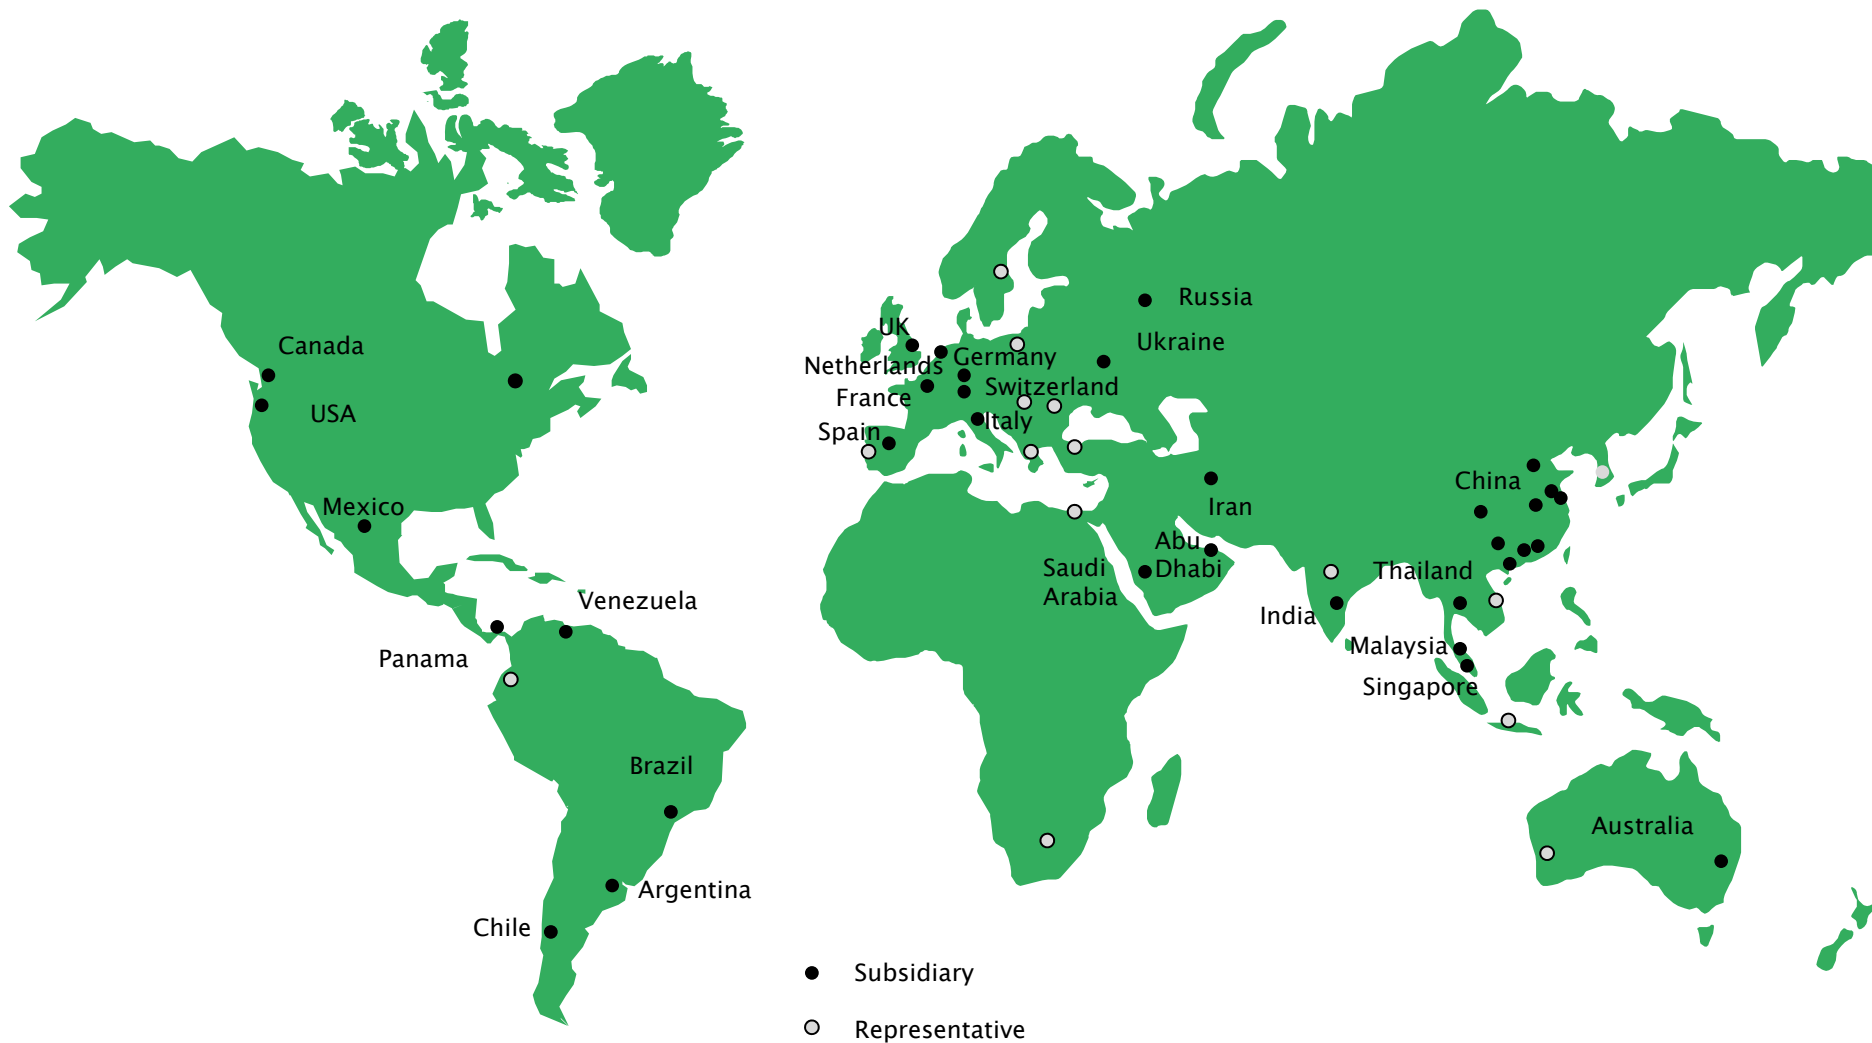 Canada
USA
Mexico
Venezuela
Panama
Brazil
Argentina
Chile
Russia
UK
Ukraine
Netherlands
Germany
France
Switzerland
Spain
Italy
Iran
Abu
Dhabi
Saudi
Arabia
China
Thailand
India
Malaysia
Singapore
Australia
Subsidiary
Representative